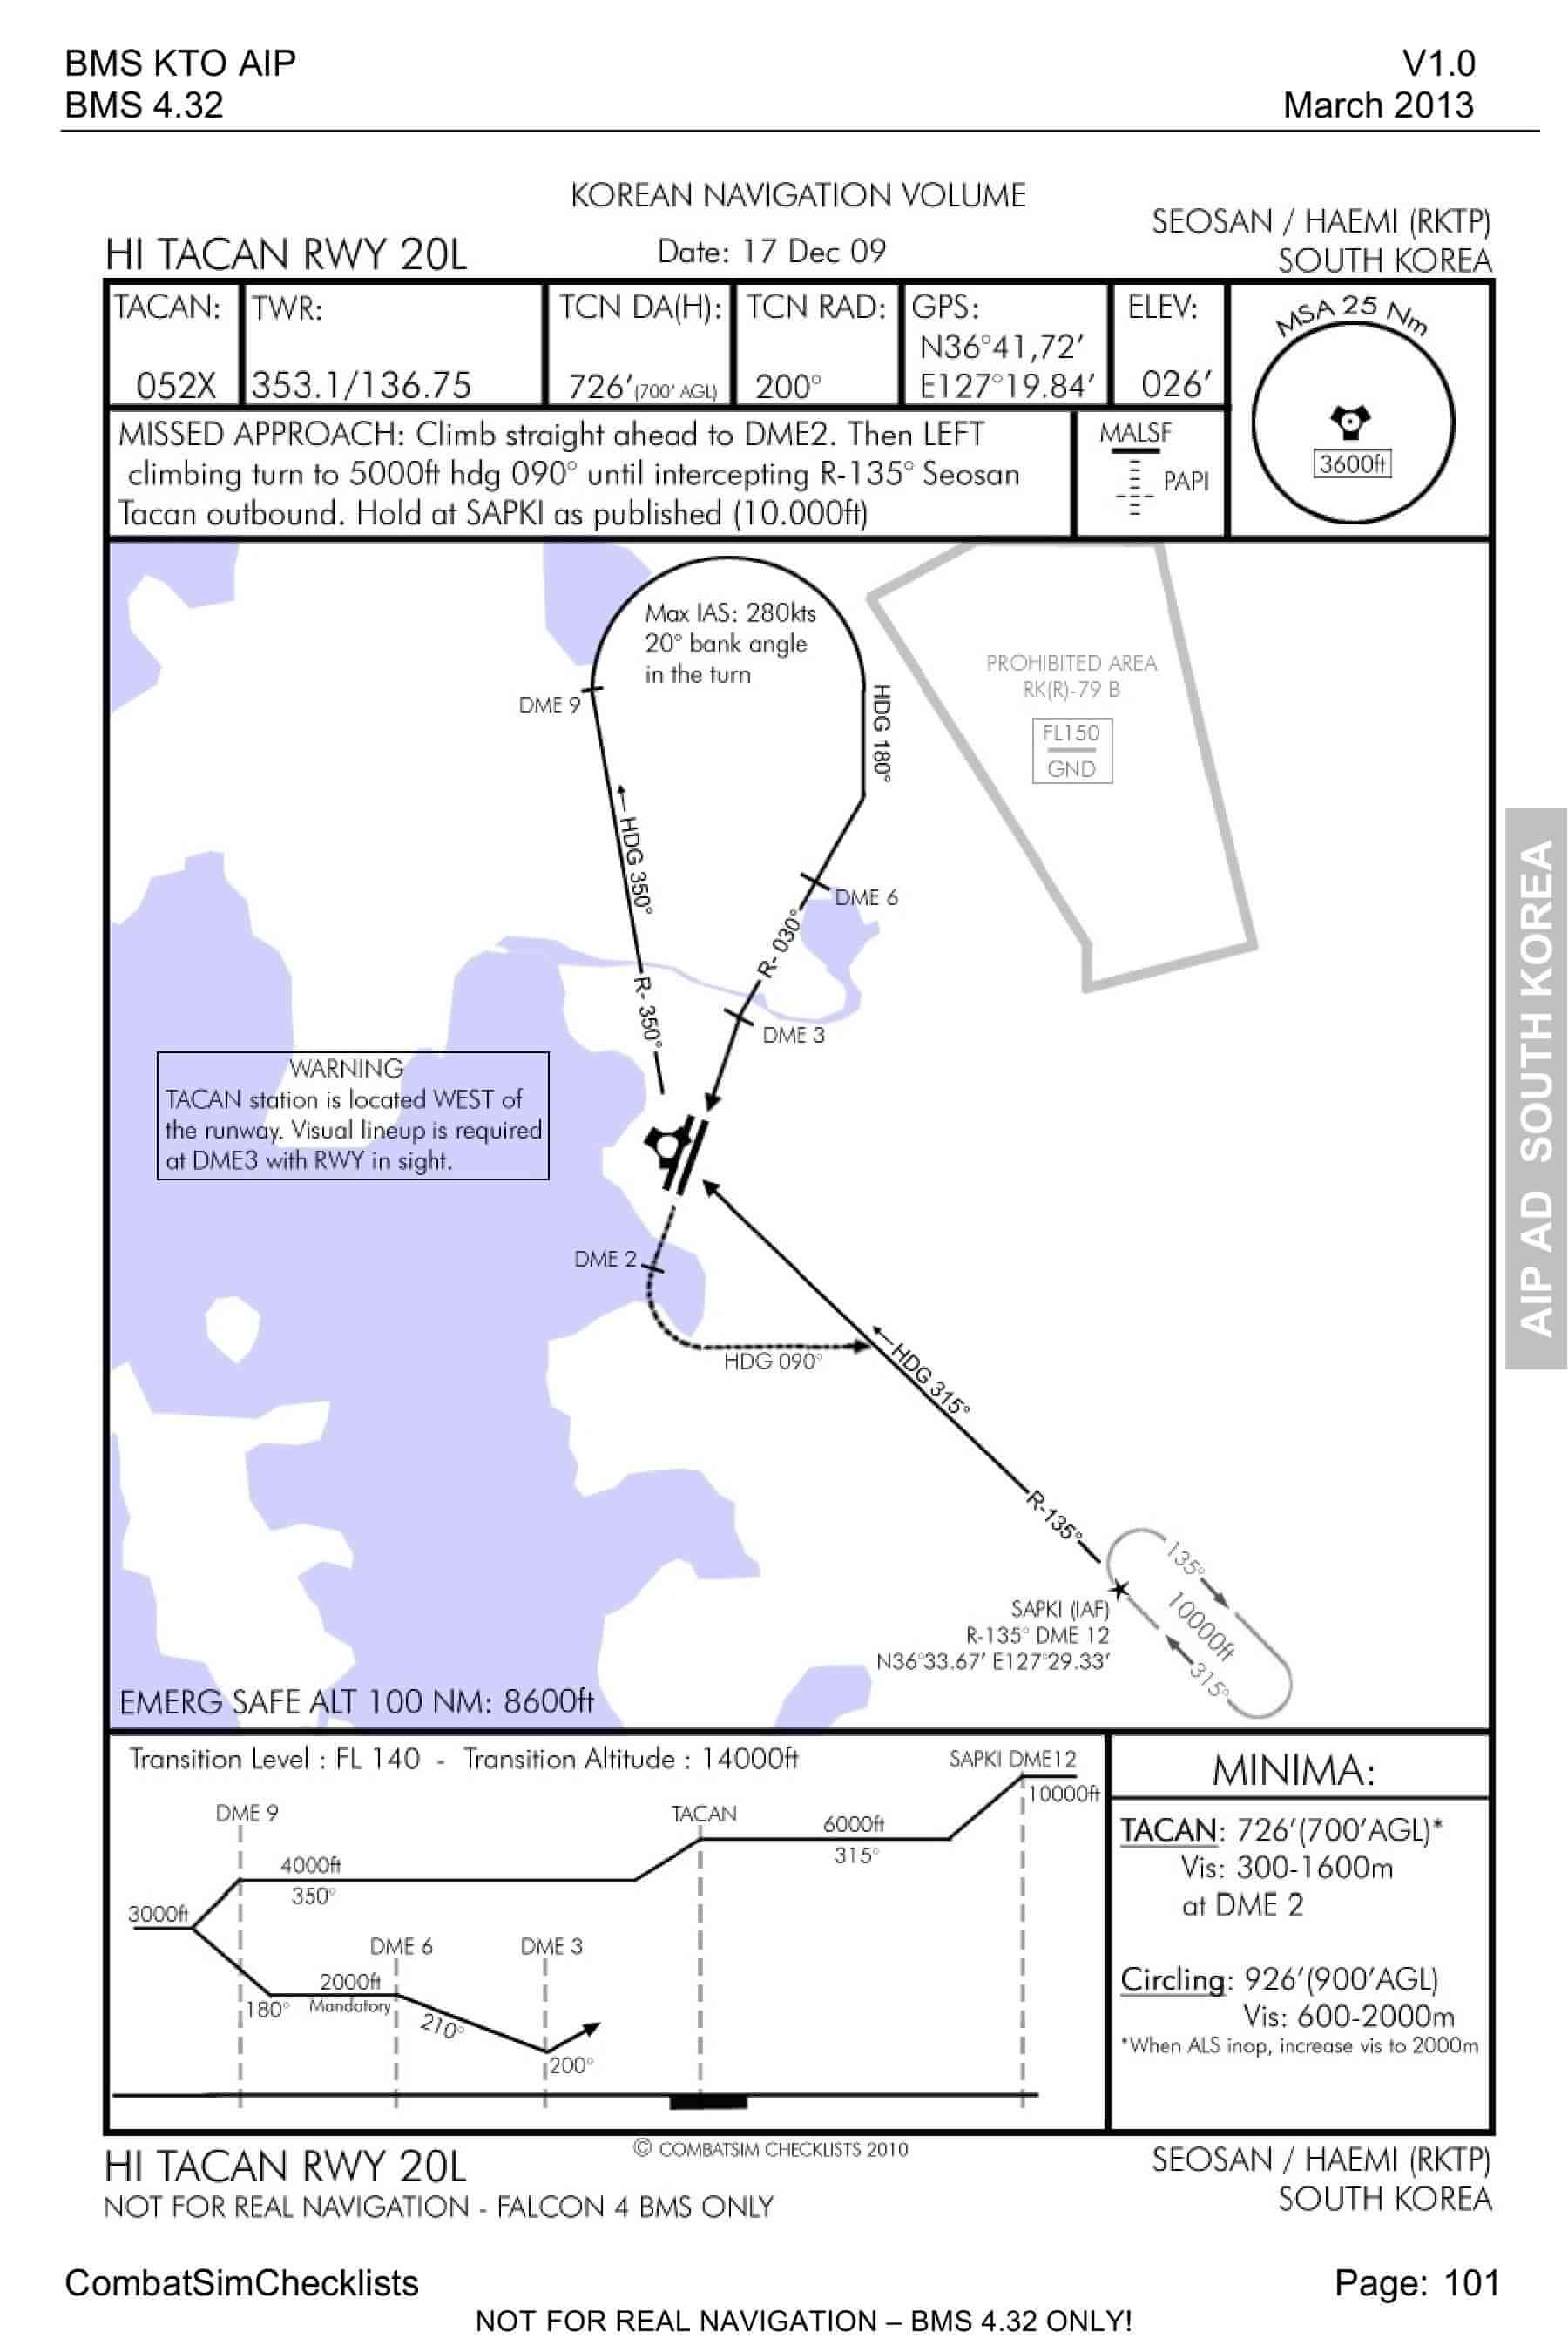 BMS KTO AIP
V1.0
BMS 4.32
March 2013
KOREAN NAVIGATION VOLUME
SEOSAN / HAEMI (RKTP)
HI TACAN RWY 20L
Date: 17 Dec 09
SOUTH KOREA
TACAN:
052X
TWR:
353.1/136.75
TCN DA(H):
726′(700′ AGL)
TCN RAD:
200°
GPS:
N36°41,72′
E127°19.84′
ELEV:
026′
MSA 25 Nm
3600ft
MISSED APPROACH: Climb straight ahead to DME2. Then LEFT
climbing turn to 5000ft hdg 090° until intercepting R-135° Seosan
Tacan outbound. Hold at SAPKI as published (10.000ft)
MALSF
PAPI
Max IAS: 280kts
20° bank angle
in the turn
DME 9
HDG 180°
PROHIBITED AREA
RK(R)-79 B
FL150
GND
HDG 350°
DME 6
R- 030°
R- 350°
DME 3
WARNING
TACAN station is located WEST of
the runway. Visual lineup is required
at DME3 with RWY in sight.
DME 2
HDG 090°
HDG 315°
R-135°
135°
10000ft
315°
SAPKI (IAF)
R-135° DME 12
N36°33.67′ E127°29.33′
EMERG SAFE ALT 100 NM: 8600ft
AIP AD SOUTH KOREA
Transition Level : FL 140 - Transition Altitude : 14000ft
SAPKI DME12
10000ft
DME 9
TACAN
6000ft
315°
4000ft
350°
3000ft
DME 6
DME 3
2000ft
Mandatory
180°
210°
200°
MINIMA:
TACAN: 726′(700′AGL)*
Vis: 300-1600m
at DME 2
Circling: 926′(900′AGL)
Vis: 600-2000m
*When ALS inop, increase vis to 2000m
© COMBATSIM CHECKLISTS 2010
HI TACAN RWY 20L
SEOSAN / HAEMI (RKTP)
NOT FOR REAL NAVIGATION - FALCON 4 BMS ONLY
SOUTH KOREA
CombatSimChecklists
Page: 101
NOT FOR REAL NAVIGATION – BMS 4.32 ONLY!